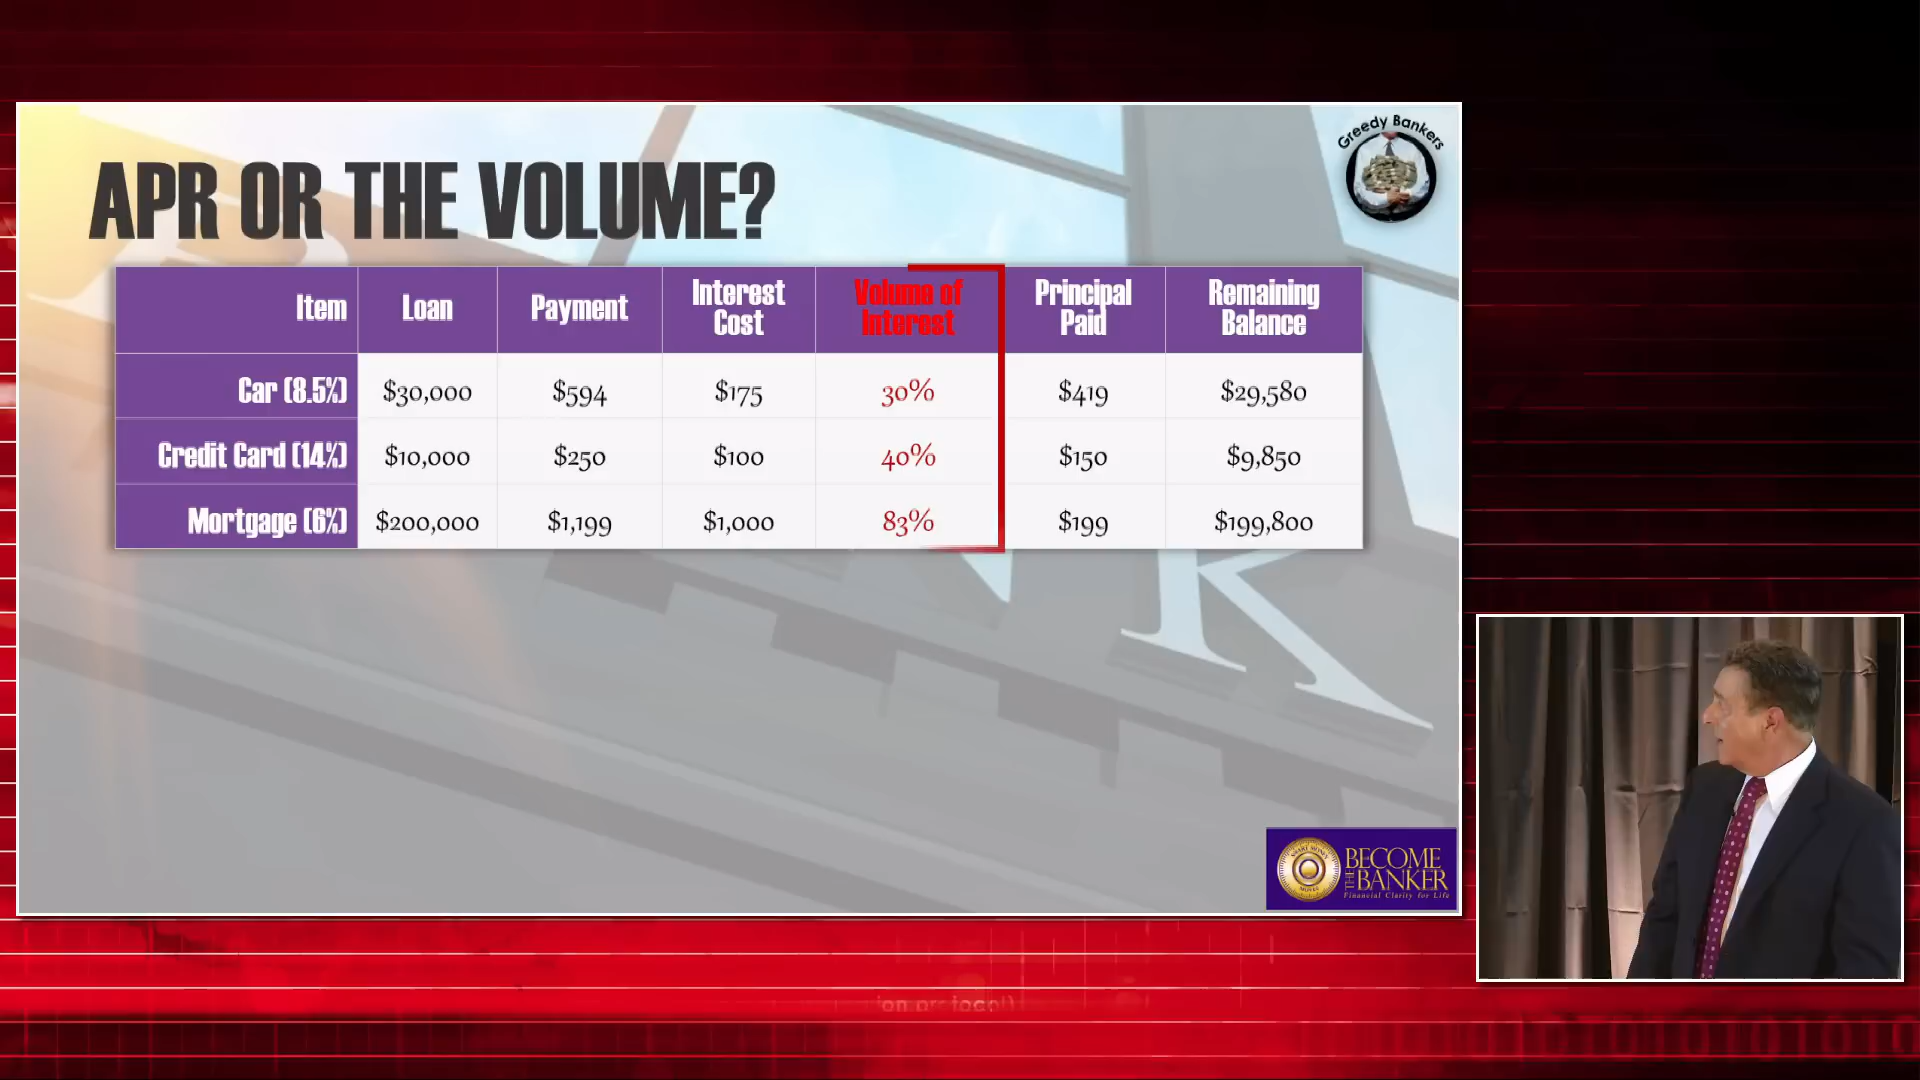 Greedy Bankers
APR OR THE VOLUME?
Item Loan Payment Interest Cost Volume of Interest Principal Paid Remaining Balance
Car (8.5%) $30,000 $594 $175 30% $419 $29,580
Credit Card (14%) $10,000 $250 $100 40% $150 $9,850
Mortgage (6%) $200,000 $1,199 $1,000 83% $199 $199,800
NK
BECOME
THE BANKER
Financial Clarity for Life